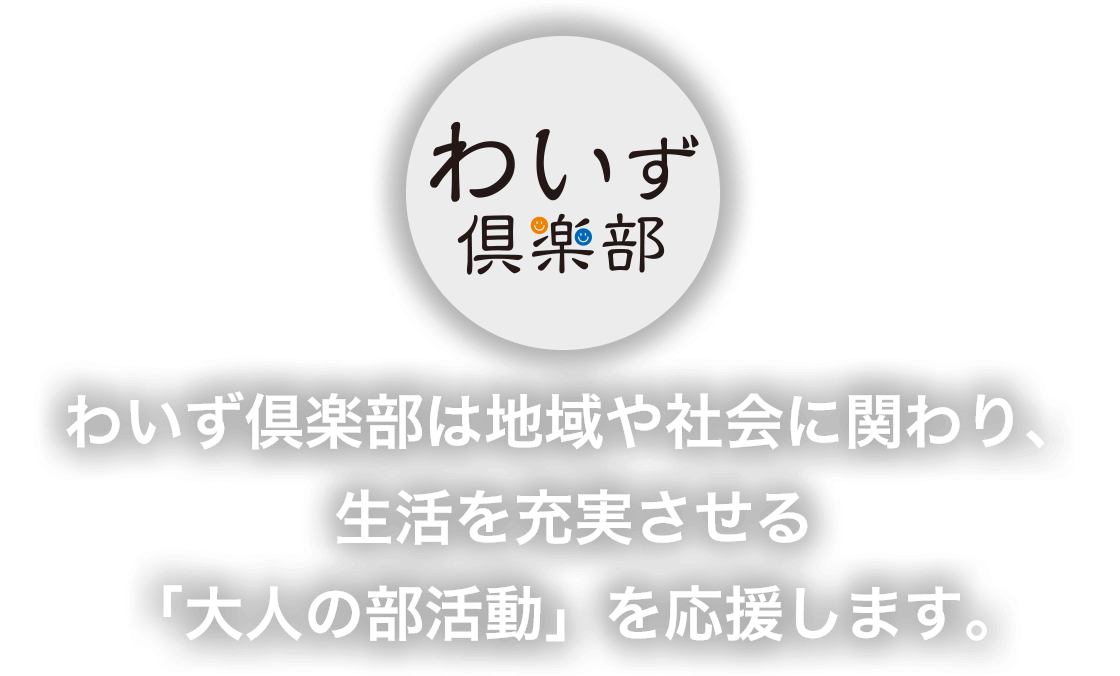 わいず
倶楽部
わいず倶楽部は地域や社会に関わり、
生活を充実させる
「大人の部活動」を応援します。